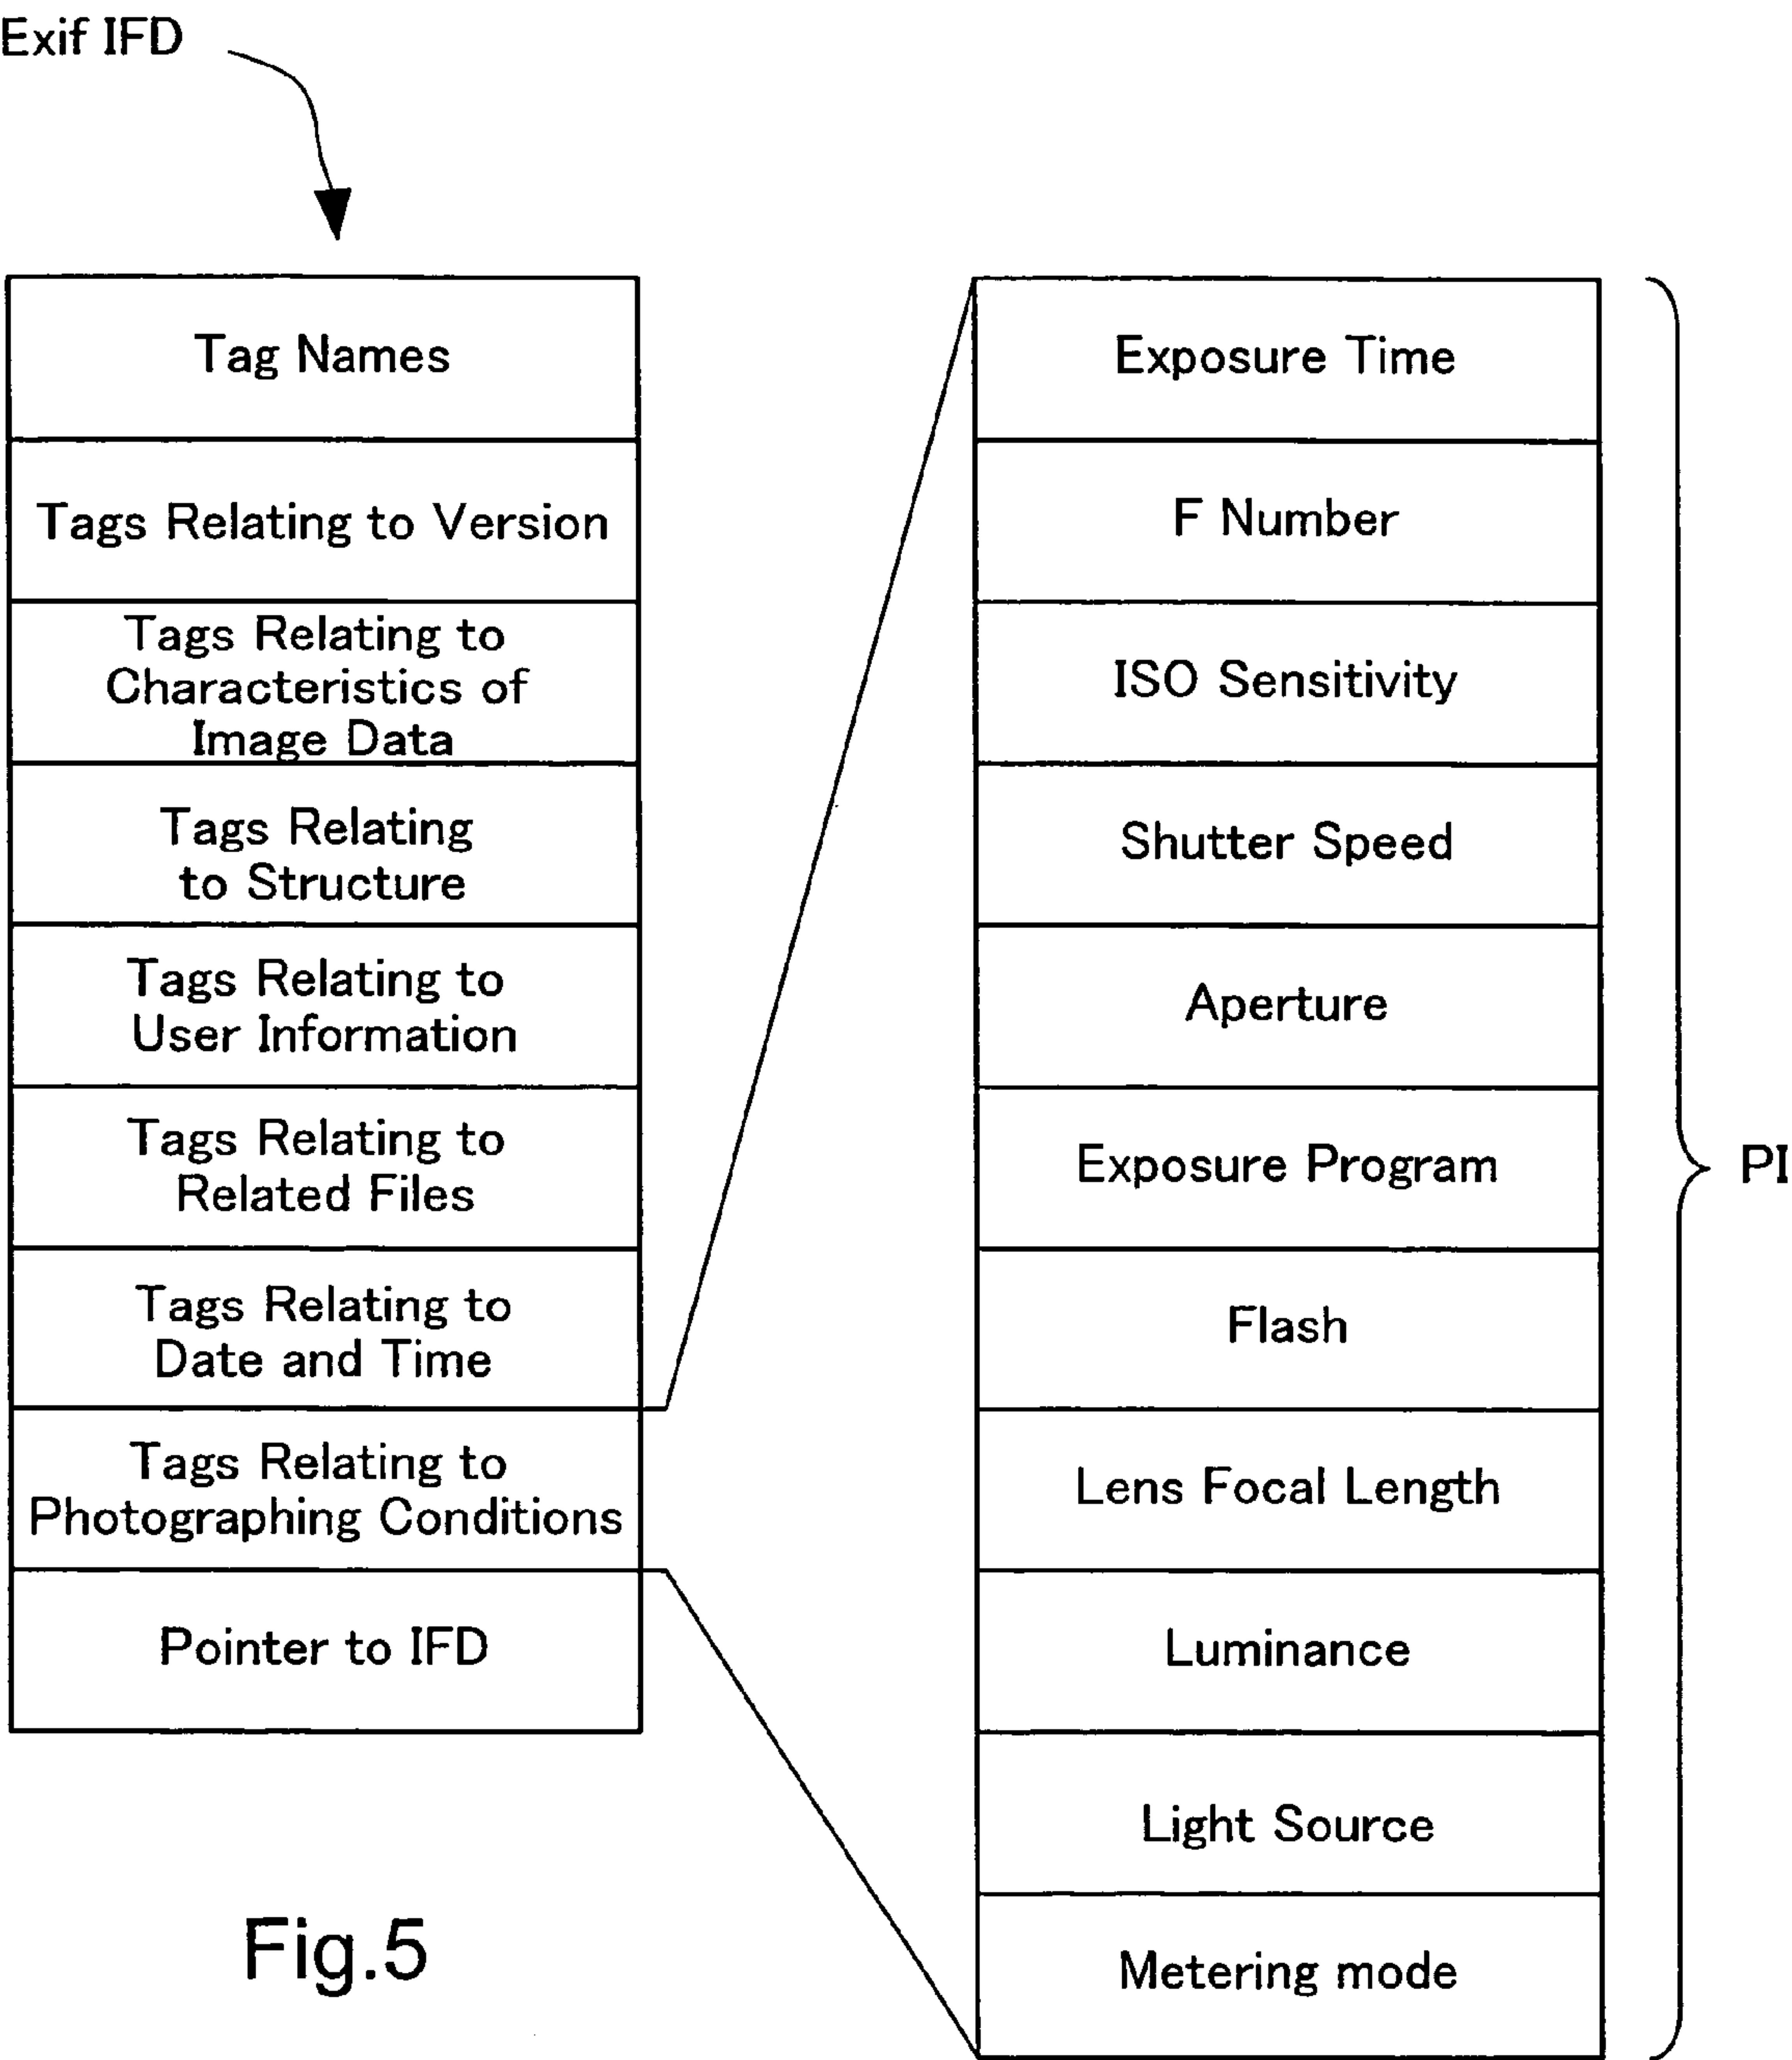 Exif IFD
Tag Names
Tags Relating to Version
Tags Relating to
Characteristics of
Image Data
Tags Relating
to Structure
Tags Relating to
User Information
Tags Relating to
Related Files
Tags Relating to
Date and Time
Tags Relating to
Photographing Conditions
Pointer to IFD
Exposure Time
F Number
ISO Sensitivity
Shutter Speed
Aperture
Exposure Program
Flash
Lens Focal Length
Luminance
Light Source
Metering mode
PI
Fig.5